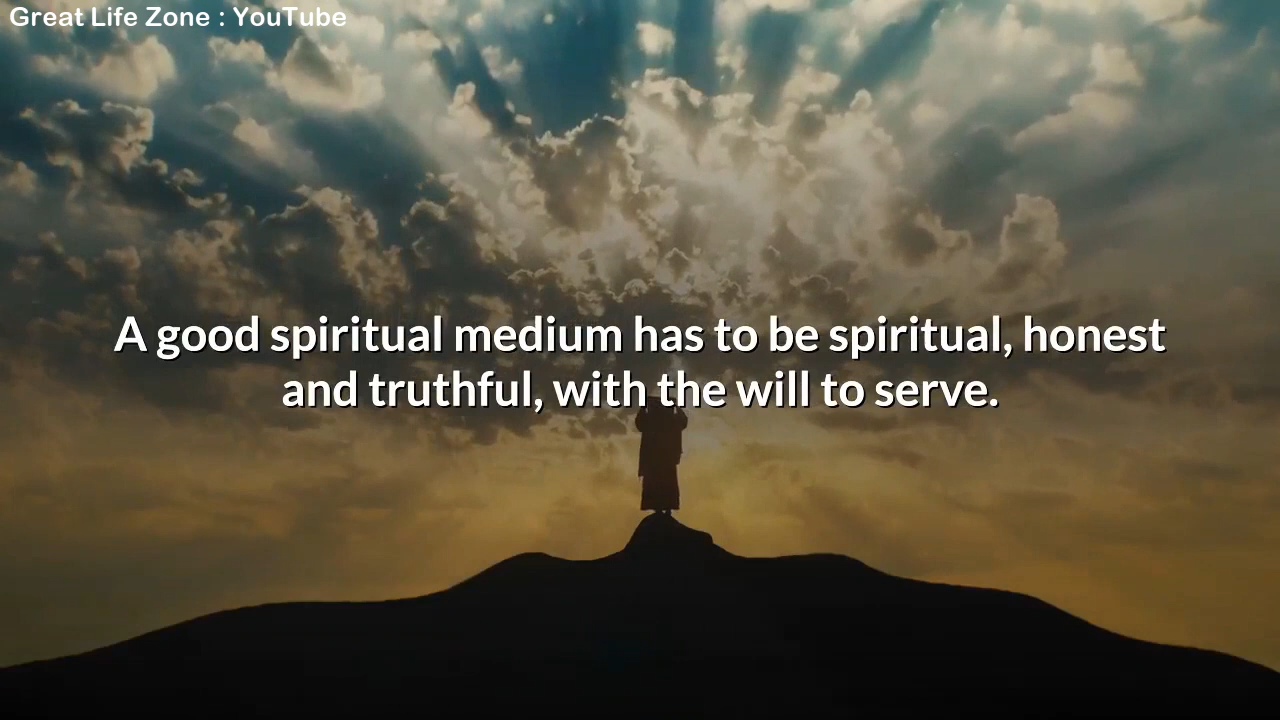 Great Life Zone : YouTube
A good spiritual medium has to be spiritual, honest
and truthful, with the will to serve.